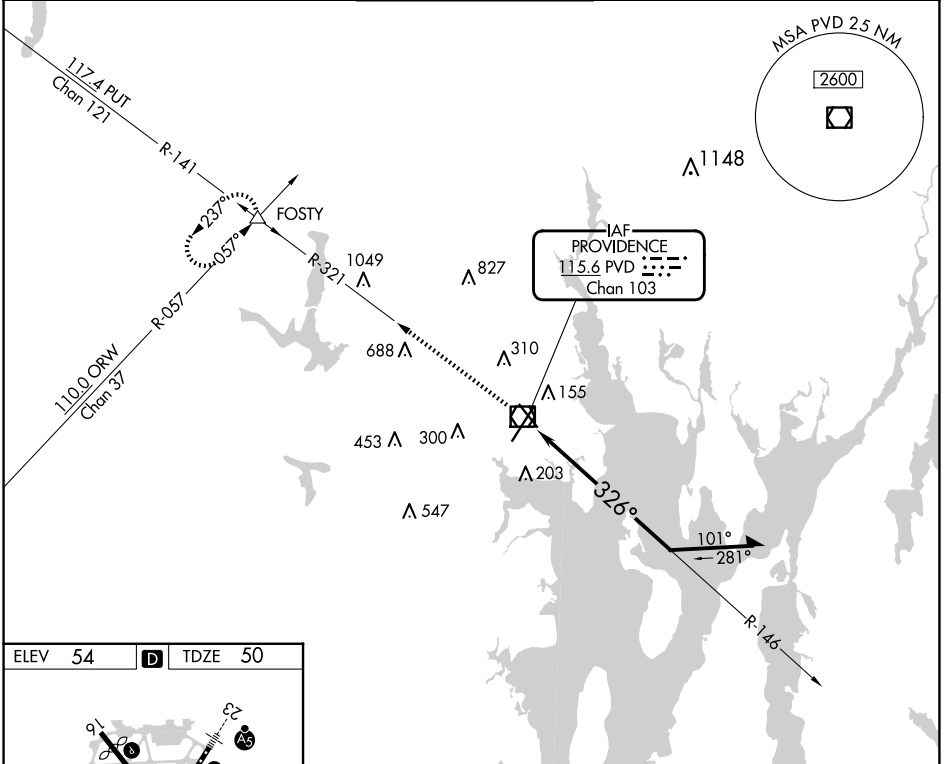 MSA PVD 25 NM
2600
117.4 PUT
Chan 121
R-141
1148
237°
FOSTY
057°
IAF
PROVIDENCE
115.6 PVD
Chan 103
R-321
1049
827
R-057
688
310
110.0 ORW
Chan 37
155
453
300
203
326°
547
101°
281°
R-146
ELEV 54
D
TDZE 50
16
23
A5